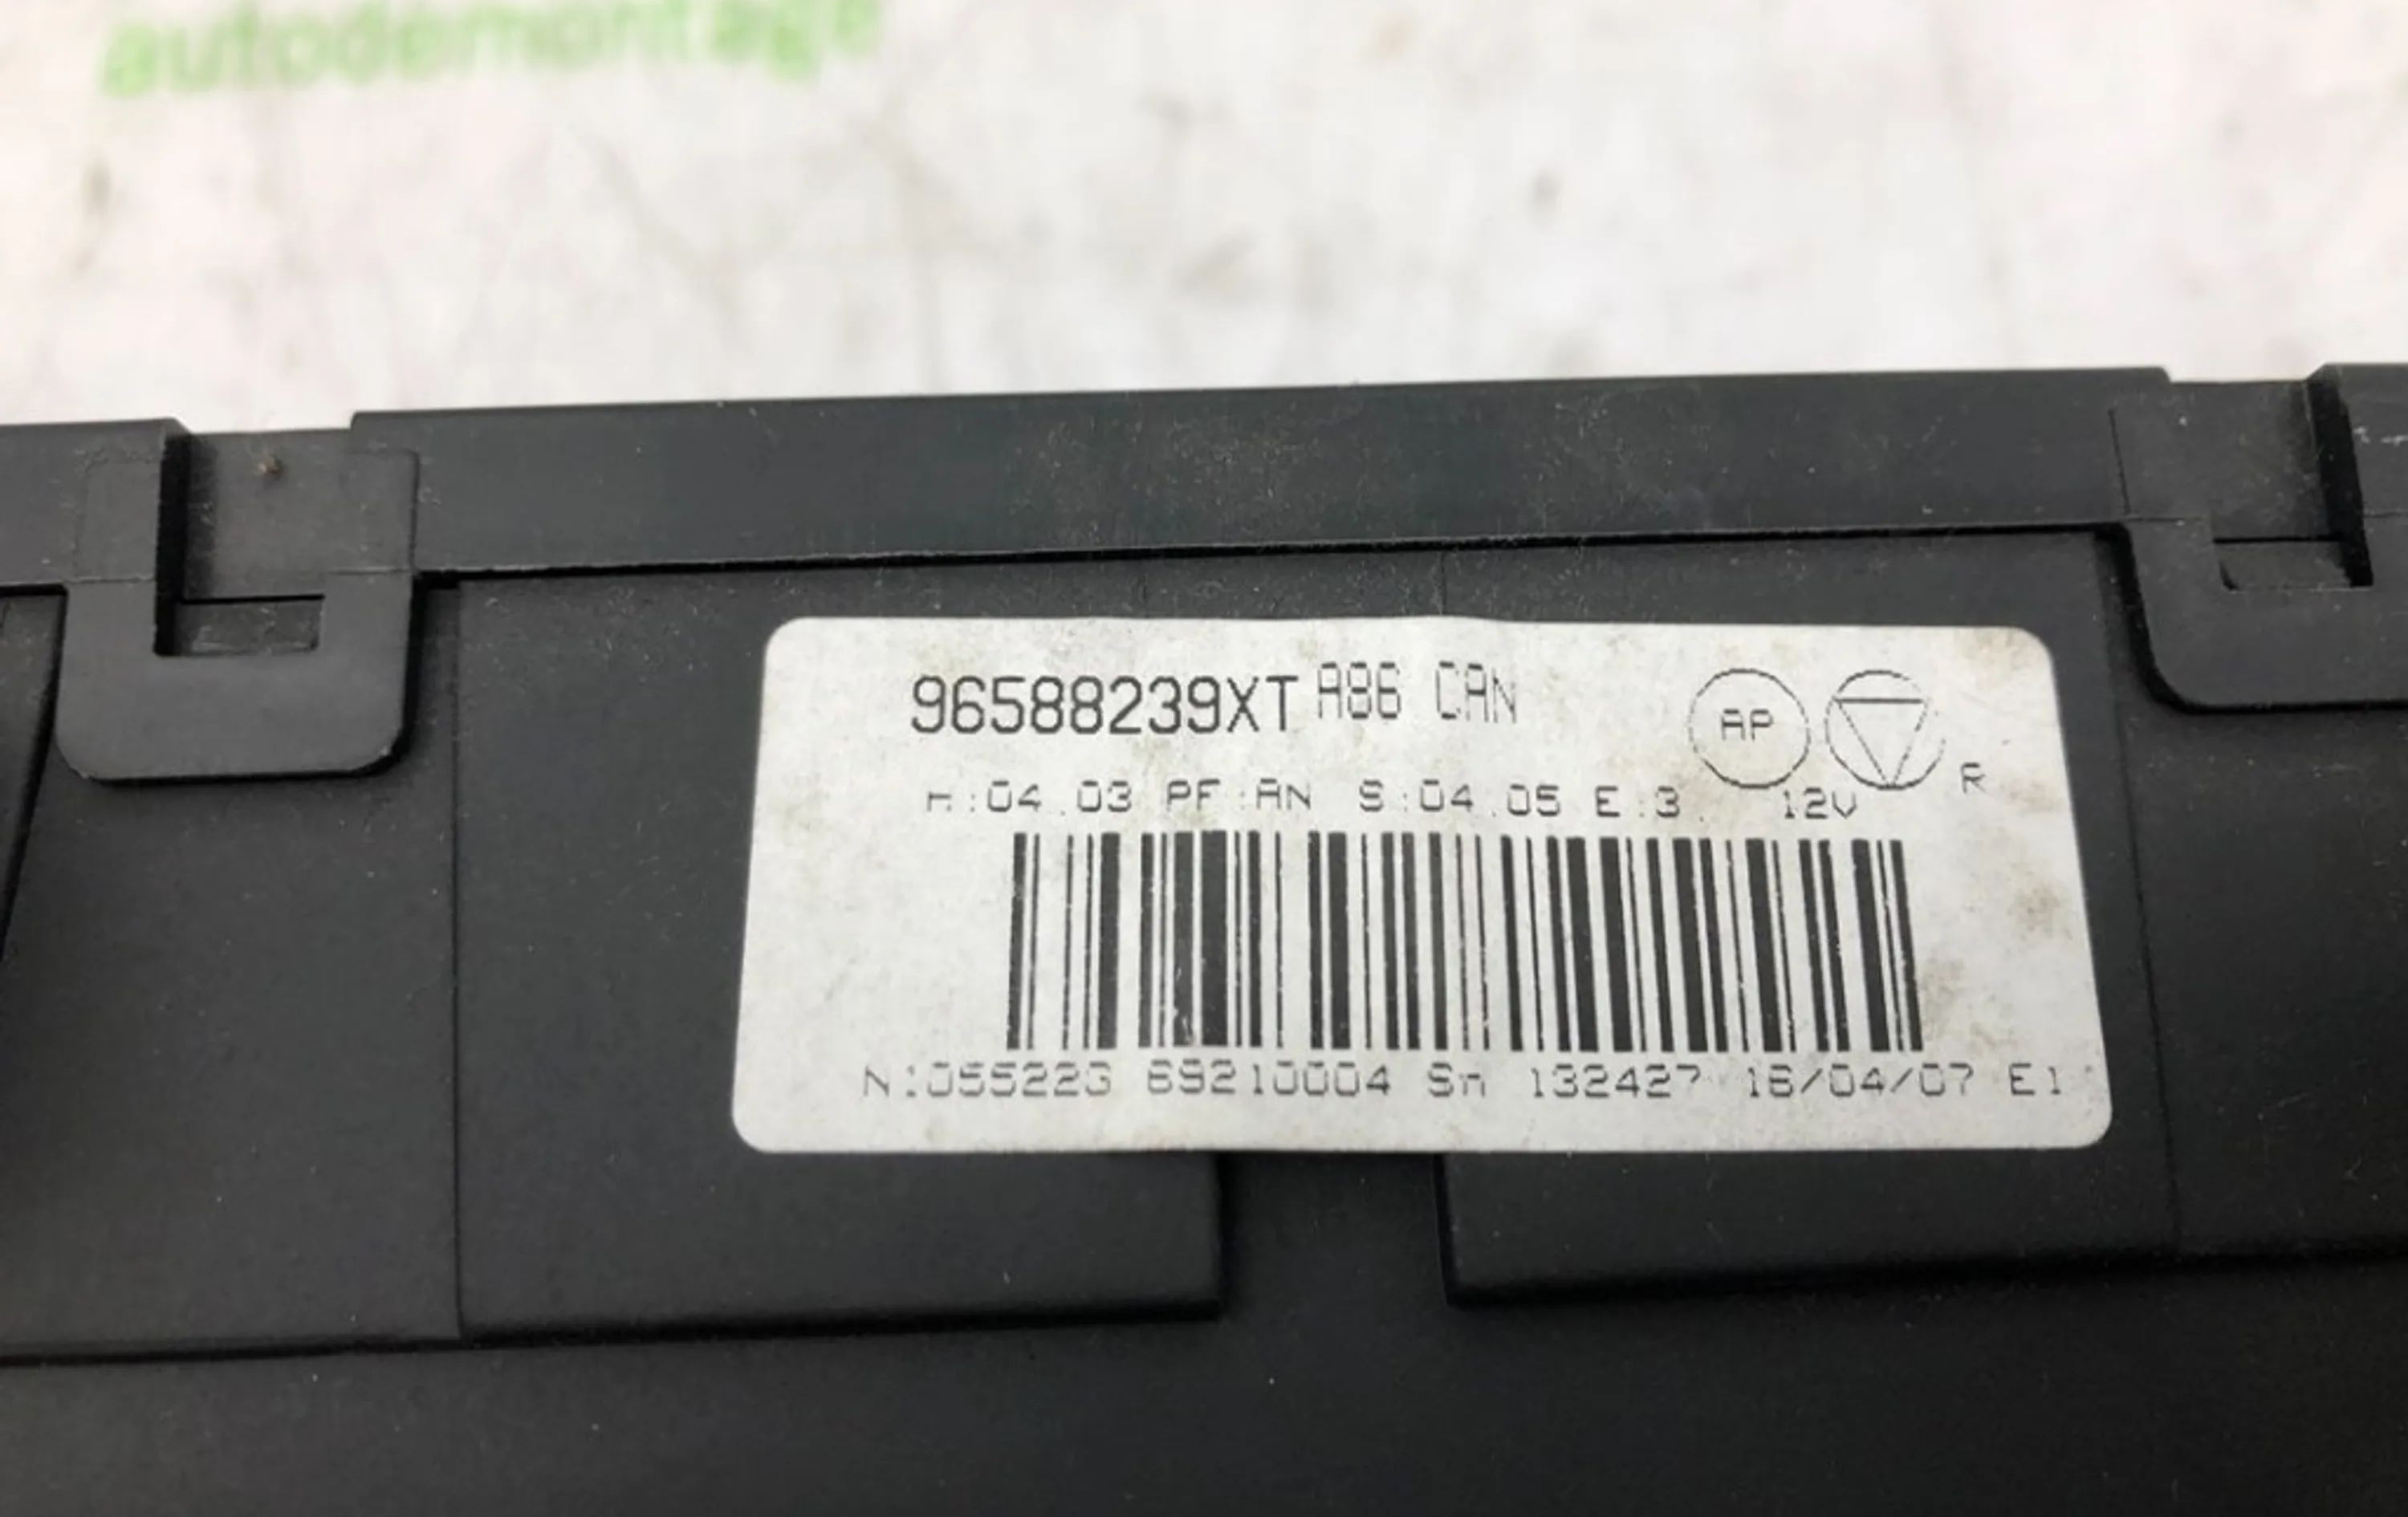 autodemontage
96588239XT A86 CAN
AP
H:04.03 PF:AN S:04.05 E:3. 12V R
N:055223 69210004 Sn 132427 16/04/07 E1